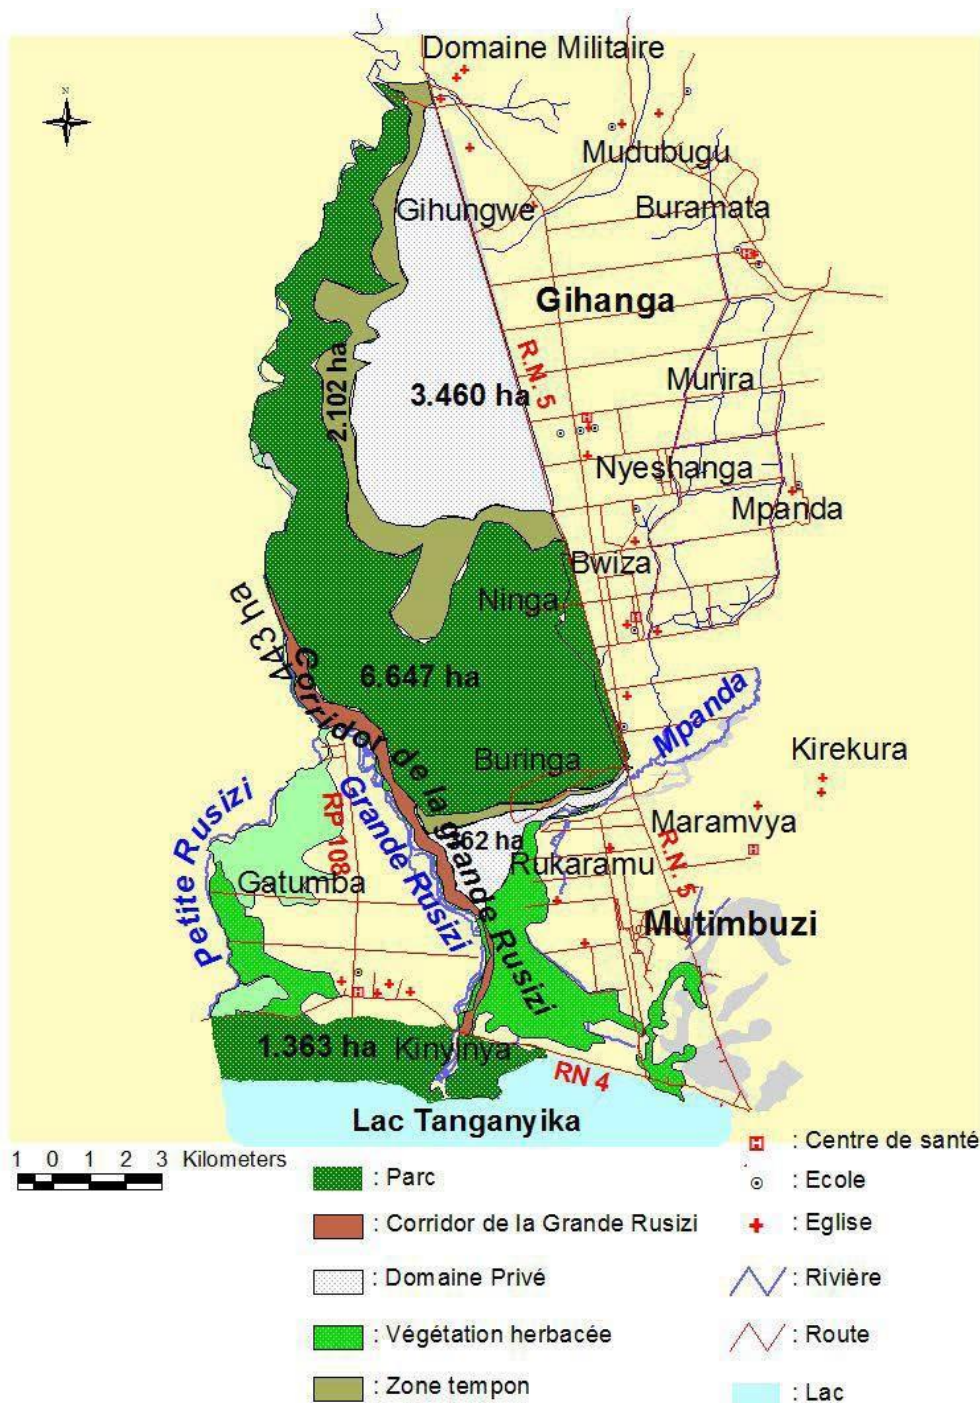 N
Domaine Militaire
Mudubugu
Gihungwe
Buramata
Gihanga
R.N. 5
2.102 ha
3.460 ha
Murira
Nyeshanga
Mpanda
Bwiza
Ninga
443 ha
Corridor de la grande Rusizi
6.647 ha
Mpanda
Buringa
Kirekura
Petite Rusizi
RP 108
Grande Rusizi
162 ha
Maramvya
R.N. 5
Rukaramu
Gatumba
Mutimbuzi
1.363 ha
Kinyinya
RN 4
Lac Tanganyika
1 0 1 2 3 Kilometers
: Parc
: Corridor de la Grande Rusizi
: Domaine Privé
: Végétation herbacée
: Zone tempon
H : Centre de santé
: Ecole
: Eglise
: Rivière
: Route
: Lac